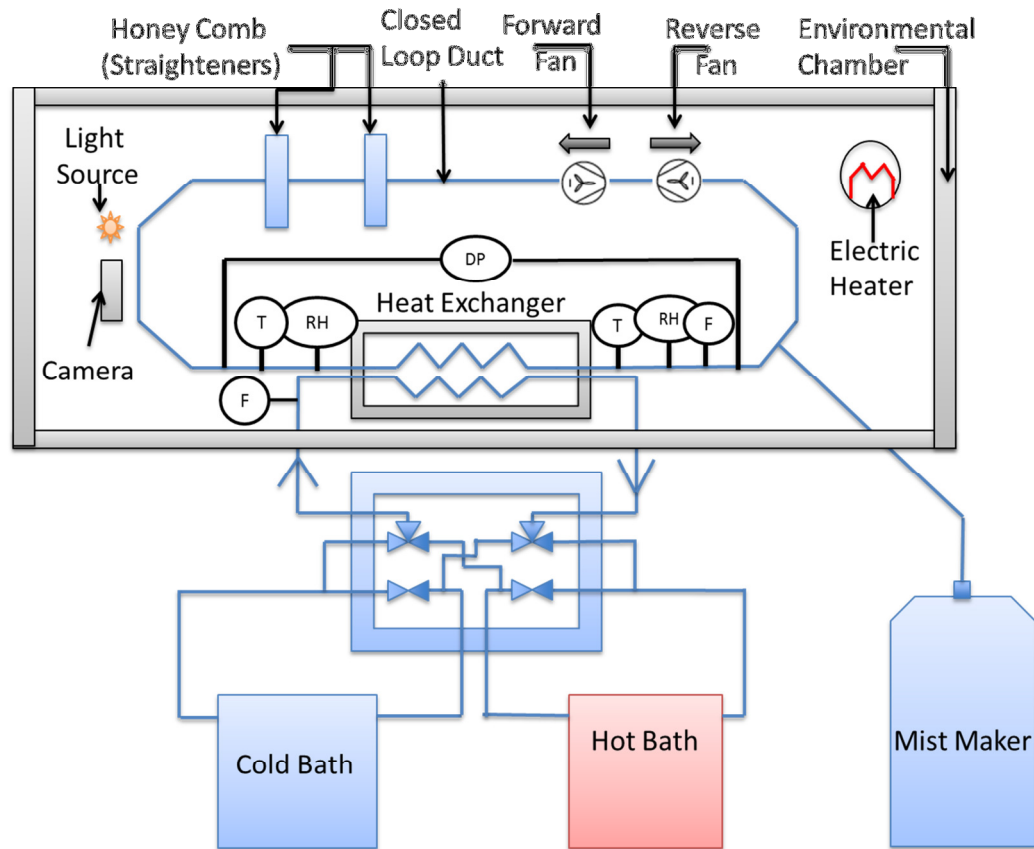 Honey Comb
(Straighteners)
Closed
Loop Duct
Forward
Fan
Reverse
Fan
Environmental
Chamber
Light
Source
Camera
DP
Heat Exchanger
T
RH
T
RH
F
F
Electric
Heater
Cold Bath
Hot Bath
Mist Maker